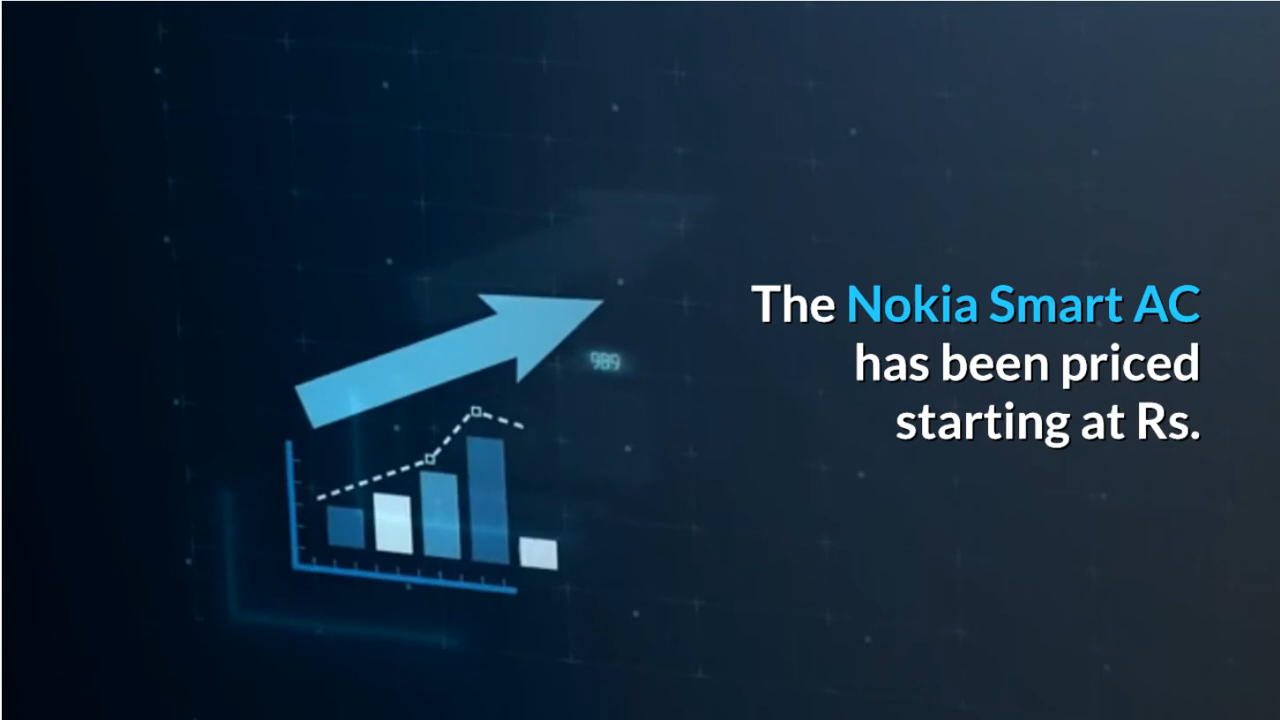 The Nokia Smart AC
has been priced
starting at Rs.
989